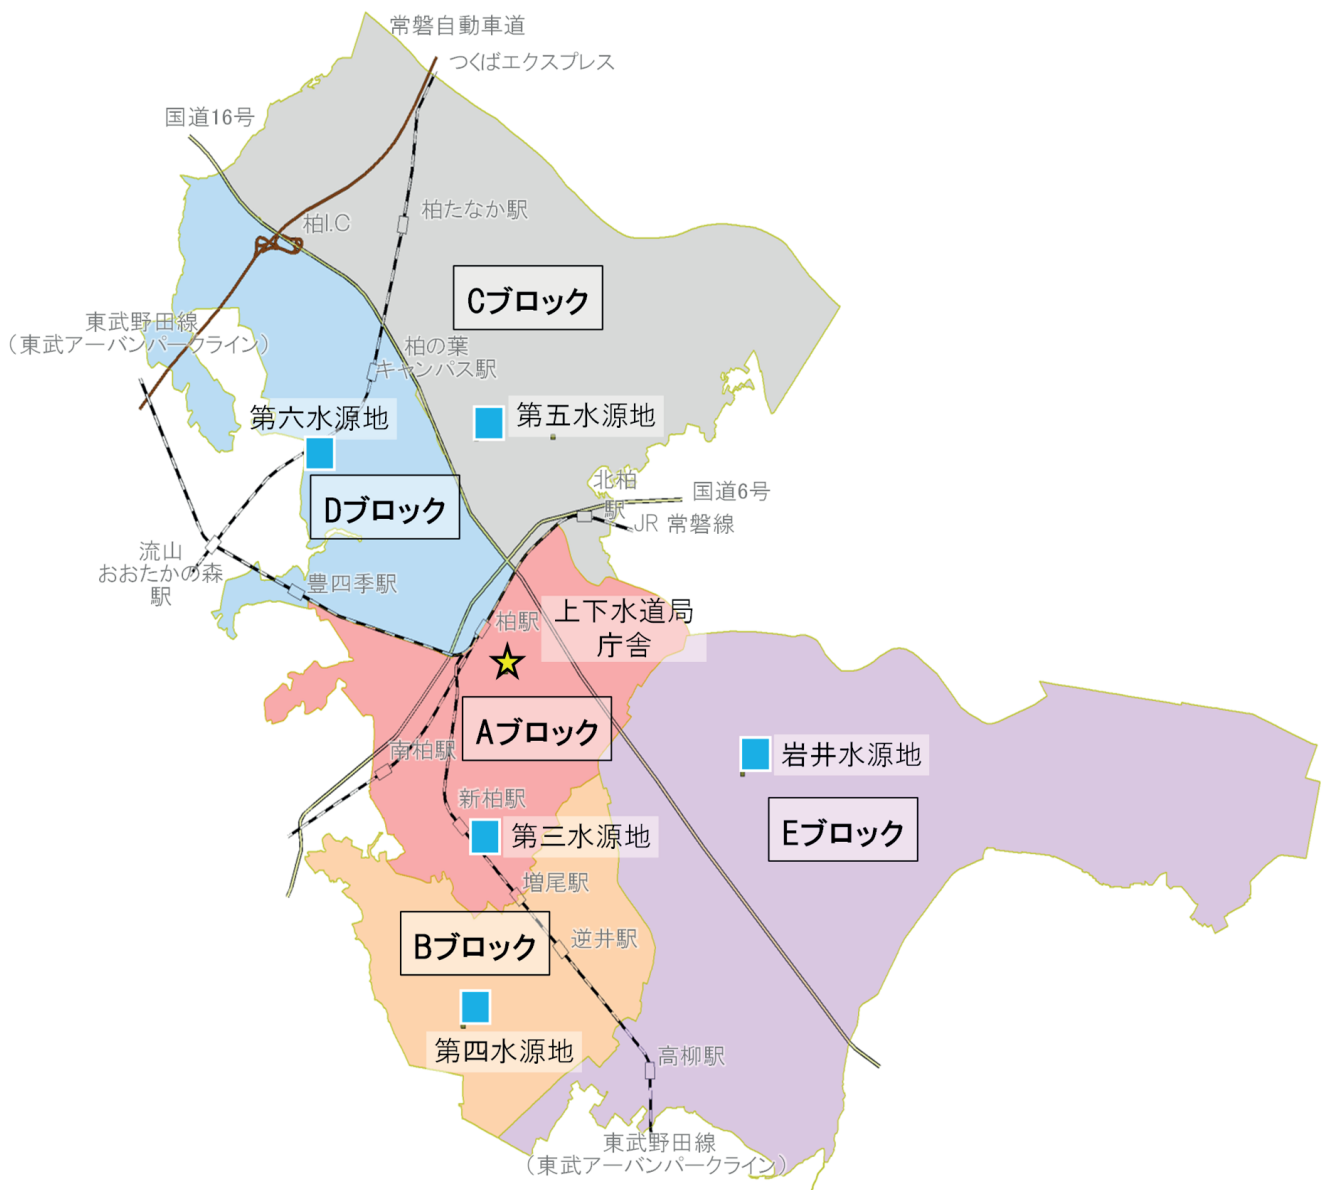 常磐自動車道
つくばエクスプレス
国道16号
柏たなか駅
柏I.C
Cブロック
東武野田線
（東武アーバンパークライン）
柏の葉
キャンパス駅
第六水源地
第五水源地
北柏
駅
国道6号
Dブロック
JR 常磐線
流山
おおたかの森
駅
豊四季駅
柏駅
上下水道局
庁舎
Aブロック
南柏駅
岩井水源地
新柏駅
第三水源地
Eブロック
増尾駅
Bブロック
逆井駅
第四水源地
高柳駅
東武野田線
（東武アーバンパークライン）